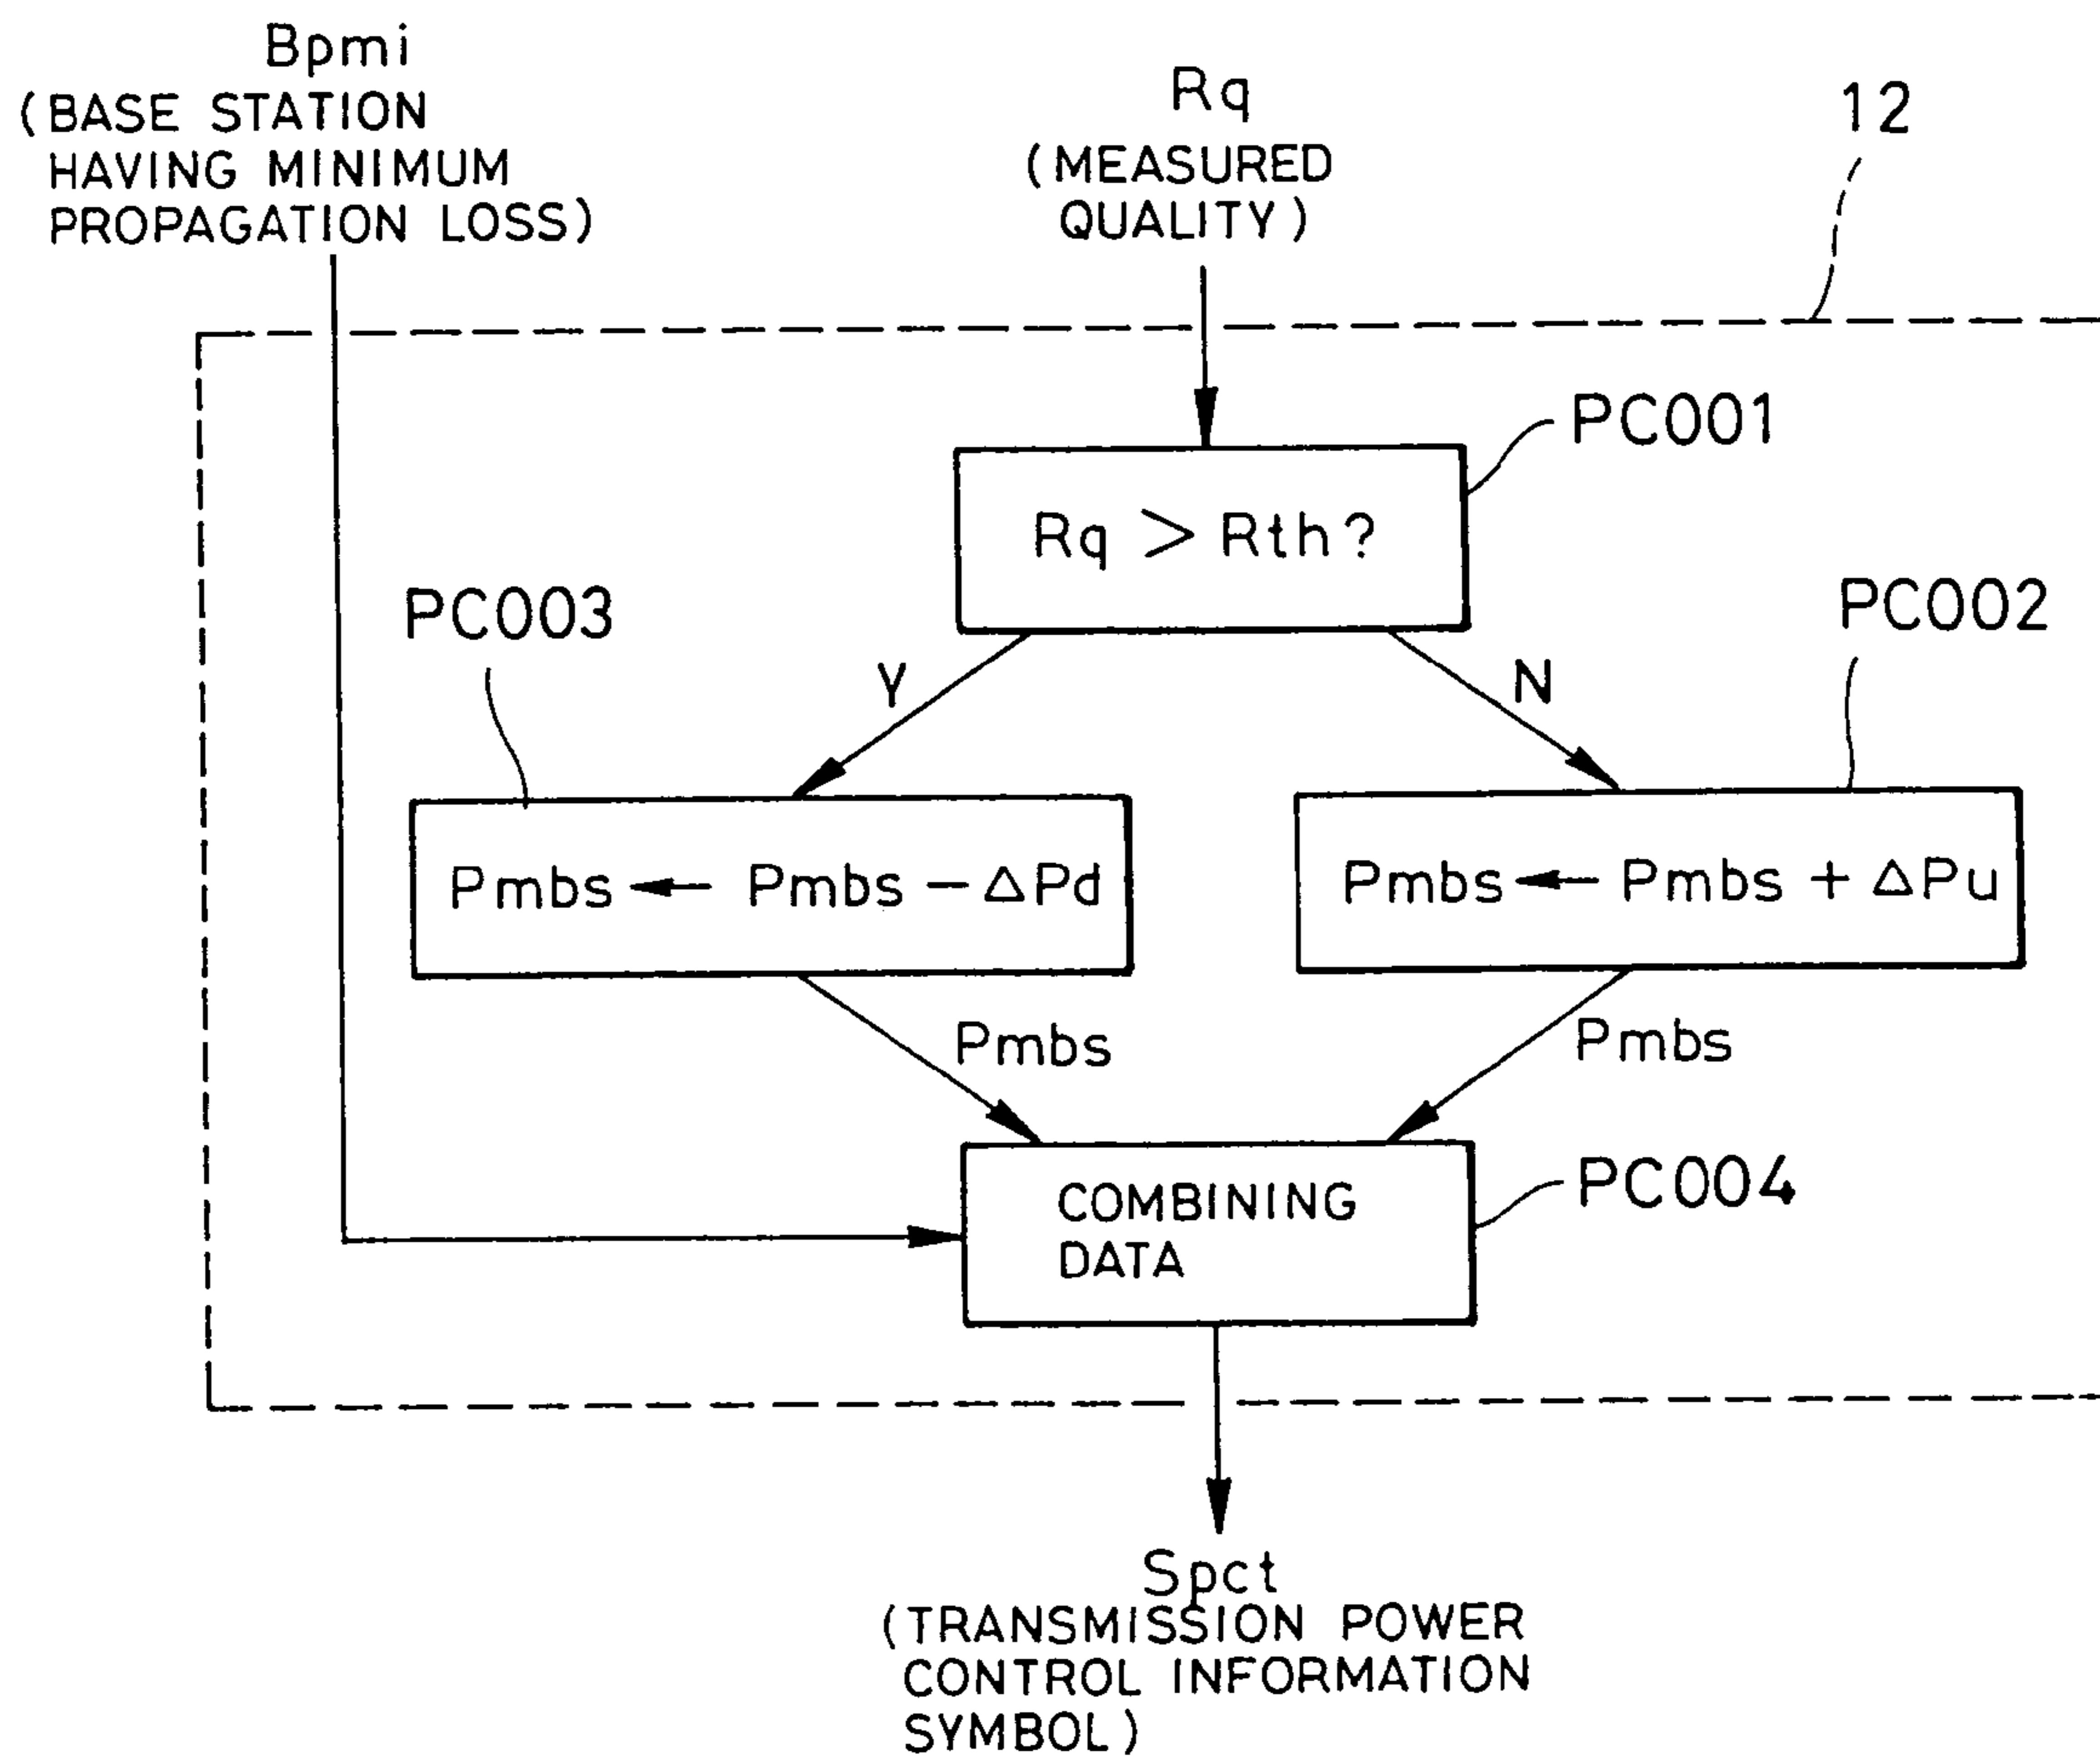 Bpmi
(BASE STATION
HAVING MINIMUM
PROPAGATION LOSS)
Rq
(MEASURED
QUALITY)
12
PC001
Rq > Rth?
PC003
PC002
Y
N
Pmbs ← Pmbs − ΔPd
Pmbs ← Pmbs + ΔPu
Pmbs
Pmbs
COMBINING
DATA
PC004
Spct
(TRANSMISSION POWER
CONTROL INFORMATION
SYMBOL)